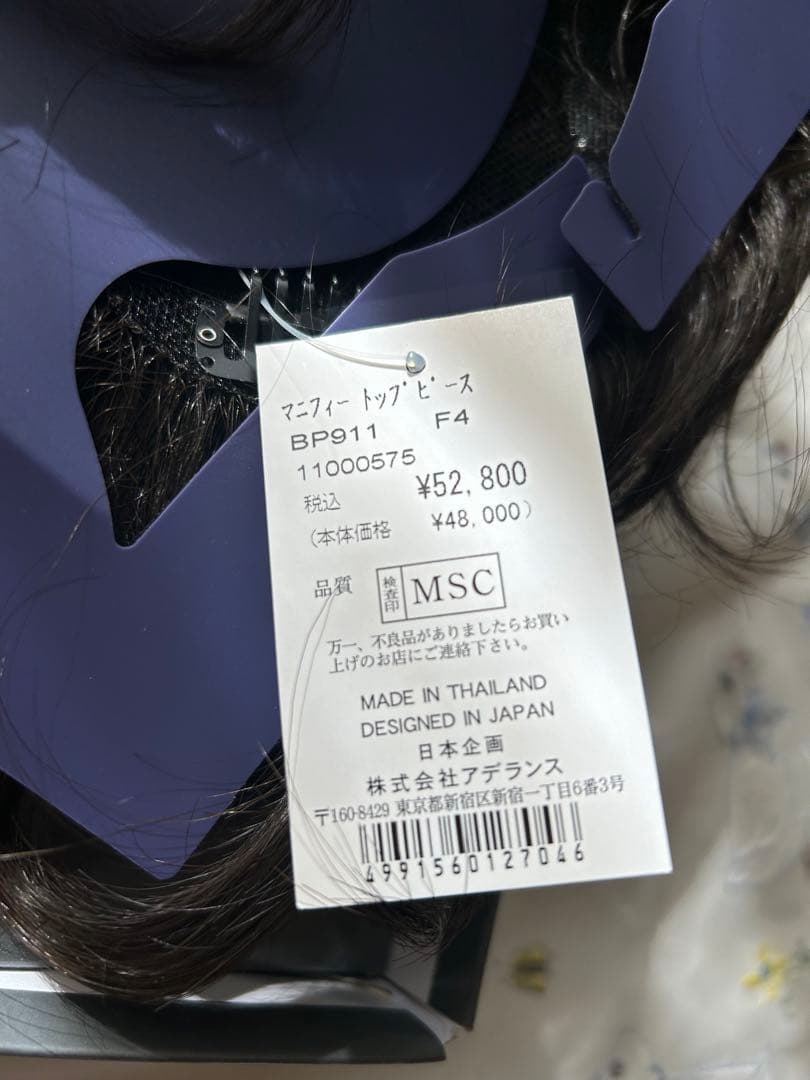 マニフィー トップピース
BP911 F4
11000575
税込 ¥52,800
(本体価格 ¥48,000)
品質 検査印 MSC
万一、不良品がありましたらお買い
上げのお店にご連絡下さい。
MADE IN THAILAND
DESIGNED IN JAPAN
日本企画
株式会社アデランス
〒160-8429 東京都新宿区新宿一丁目6番3号
4991560127046